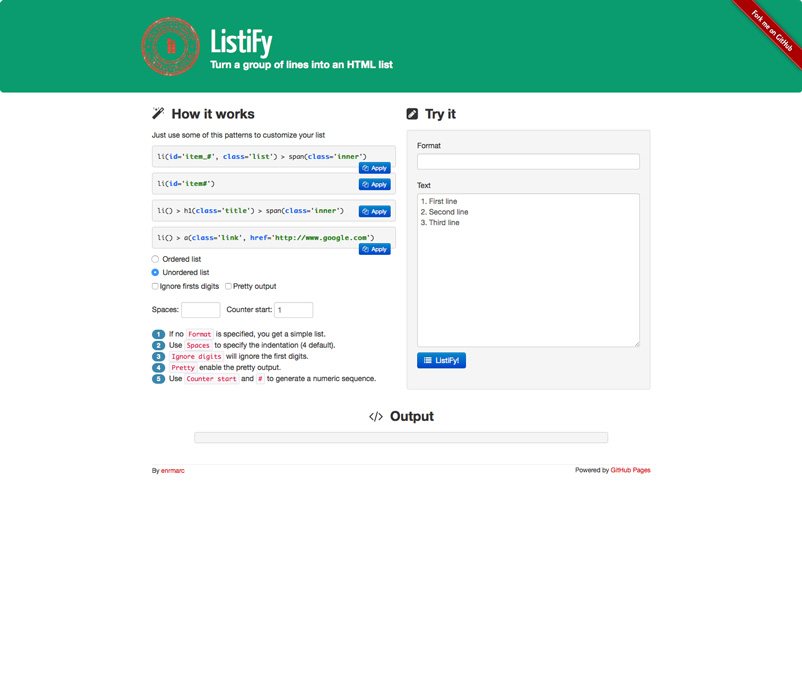 ListiFy
Turn a group of lines into an HTML list
Fork me on GitHub
How it works
Just use some of this patterns to customize your list
li(id='item_#', class='list') > span(class='inner')
Apply
li(id='item#')
Apply
li() > h1(class='title') > span(class='inner')
Apply
li() > a(class='link', href='http://www.google.com')
Apply
Ordered list
Unordered list
Ignore firsts digits Pretty output
Spaces: Counter start: 1
1 If no Format is specified, you get a simple list.
2 Use Spaces to specify the indentation (4 default).
3 Ignore digits will ignore the first digits.
4 Pretty enable the pretty output.
5 Use Counter start and # to generate a numeric sequence.
Try it
Format
Text
1. First line
2. Second line
3. Third line
ListiFy!
</> Output
By enrmarc
Powered by GitHub Pages